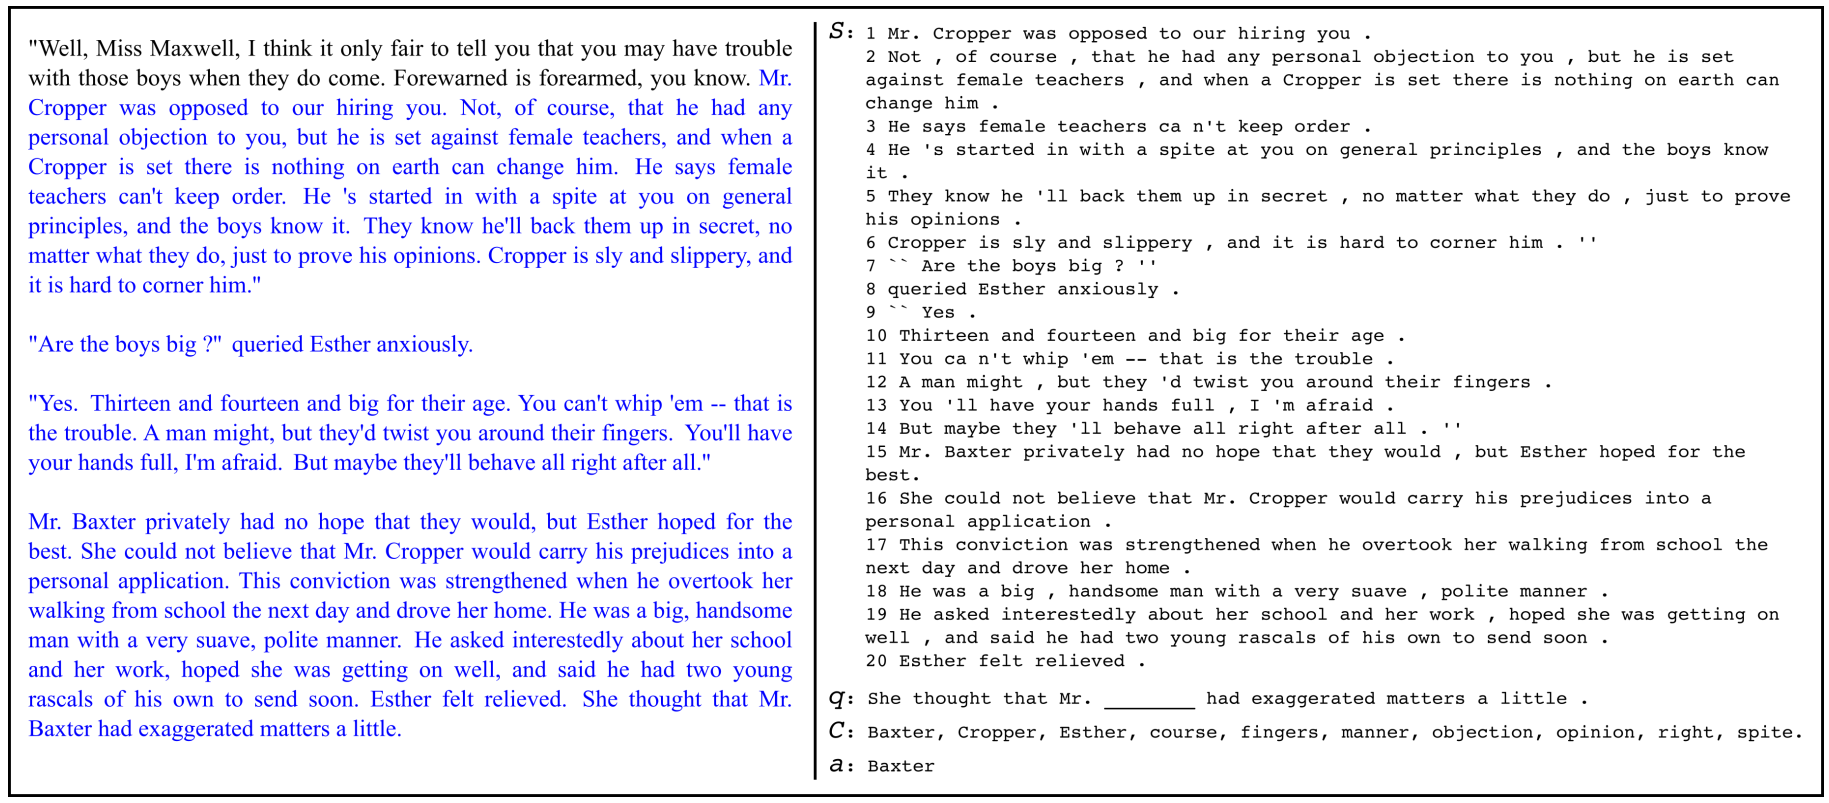 "Well, Miss Maxwell, I think it only fair to tell you that you may have trouble
with those boys when they do come. Forewarned is forearmed, you know. Mr.
Cropper was opposed to our hiring you. Not, of course, that he had any
personal objection to you, but he is set against female teachers, and when a
Cropper is set there is nothing on earth can change him. He says female
teachers can't keep order. He 's started in with a spite at you on general
principles, and the boys know it. They know he'll back them up in secret, no
matter what they do, just to prove his opinions. Cropper is sly and slippery, and
it is hard to corner him."
"Are the boys big ?" queried Esther anxiously.
"Yes. Thirteen and fourteen and big for their age. You can't whip 'em -- that is
the trouble. A man might, but they'd twist you around their fingers. You'll have
your hands full, I'm afraid. But maybe they'll behave all right after all."
Mr. Baxter privately had no hope that they would, but Esther hoped for the
best. She could not believe that Mr. Cropper would carry his prejudices into a
personal application. This conviction was strengthened when he overtook her
walking from school the next day and drove her home. He was a big, handsome
man with a very suave, polite manner. He asked interestedly about her school
and her work, hoped she was getting on well, and said he had two young
rascals of his own to send soon. Esther felt relieved. She thought that Mr.
Baxter had exaggerated matters a little.
S: 1 Mr. Cropper was opposed to our hiring you .
2 Not , of course , that he had any personal objection to you , but he is set
against female teachers , and when a Cropper is set there is nothing on earth can
change him .
3 He says female teachers ca n't keep order .
4 He 's started in with a spite at you on general principles , and the boys know
it .
5 They know he 'll back them up in secret , no matter what they do , just to prove
his opinions .
6 Cropper is sly and slippery , and it is hard to corner him . ''
7 `` Are the boys big ? ''
8 queried Esther anxiously .
9 `` Yes .
10 Thirteen and fourteen and big for their age .
11 You ca n't whip 'em -- that is the trouble .
12 A man might , but they 'd twist you around their fingers .
13 You 'll have your hands full , I 'm afraid .
14 But maybe they 'll behave all right after all . ''
15 Mr. Baxter privately had no hope that they would , but Esther hoped for the
best.
16 She could not believe that Mr. Cropper would carry his prejudices into a
personal application .
17 This conviction was strengthened when he overtook her walking from school the
next day and drove her home .
18 He was a big , handsome man with a very suave , polite manner .
19 He asked interestedly about her school and her work , hoped she was getting on
well , and said he had two young rascals of his own to send soon .
20 Esther felt relieved .
q: She thought that Mr. ________ had exaggerated matters a little .
C: Baxter, Cropper, Esther, course, fingers, manner, objection, opinion, right, spite.
a: Baxter